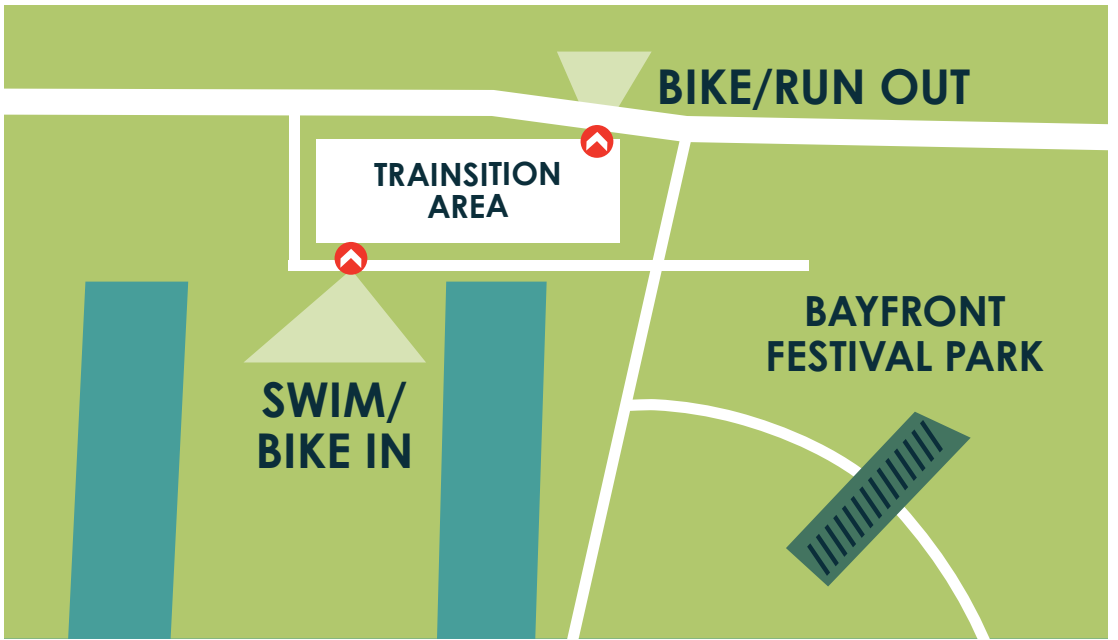 BIKE/RUN OUT
TRAINSITION
AREA
BAYFRONT
FESTIVAL PARK
SWIM/
BIKE IN